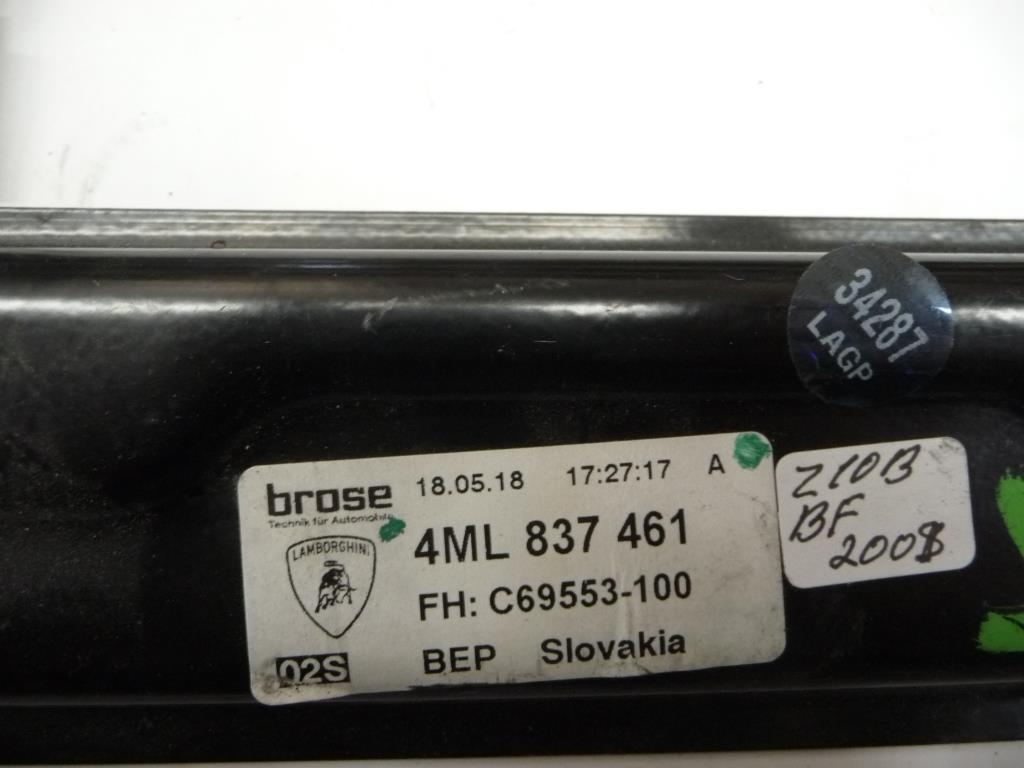 34287
LAGP
brose 18.05.18 17:27:17 A
Technik für Automobile
LAMBORGHINI
4ML 837 461
FH: C69553-100
02S BEP Slovakia
Z10B
BF
2008